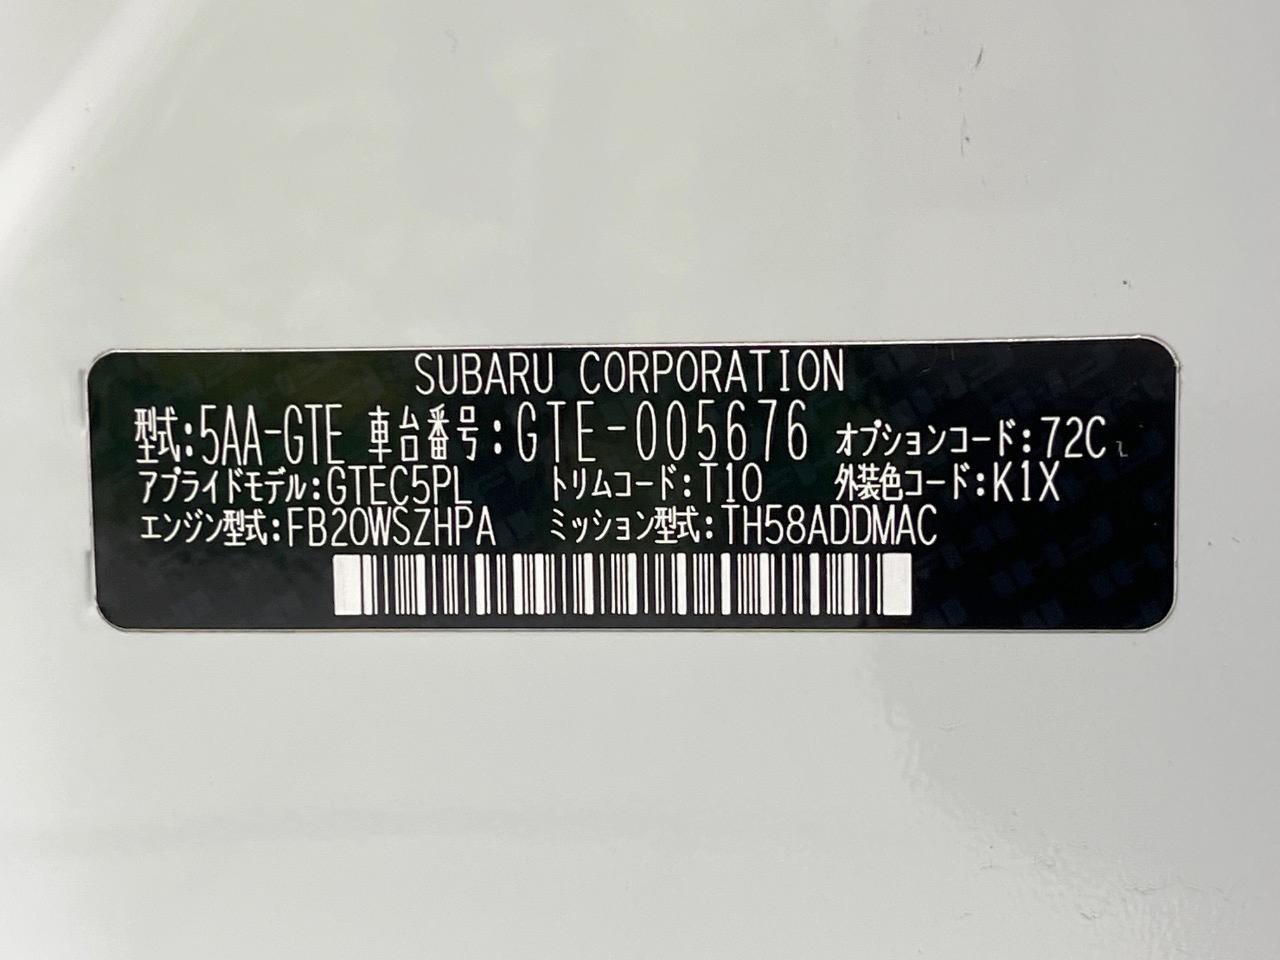 SUBARU CORPORATION
型式:5AA-GTE 車台番号:GTE-005676 オプションコード:72C
アプライドモデル:GTEC5PL トリムコード:T10 外装色コード:K1X
エンジン型式:FB20WSZHPA ミッション型式:TH58ADDMAC